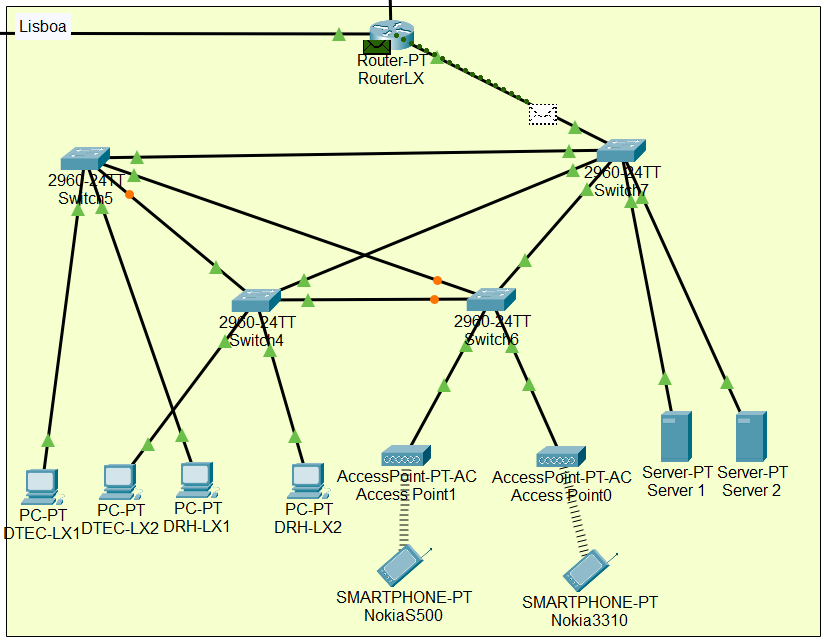 Lisboa
Router-PT
RouterLX
2960-24TT
Switch5
2960-24TT
Switch7
2960-24TT
Switch4
2960-24TT
Switch6
PC-PT
DTEC-LX1
PC-PT
DTEC-LX2
PC-PT
DRH-LX1
PC-PT
DRH-LX2
AccessPoint-PT-AC
Access Point1
AccessPoint-PT-AC
Access Point0
Server-PT
Server 1
Server-PT
Server 2
SMARTPHONE-PT
NokiaS500
SMARTPHONE-PT
Nokia3310